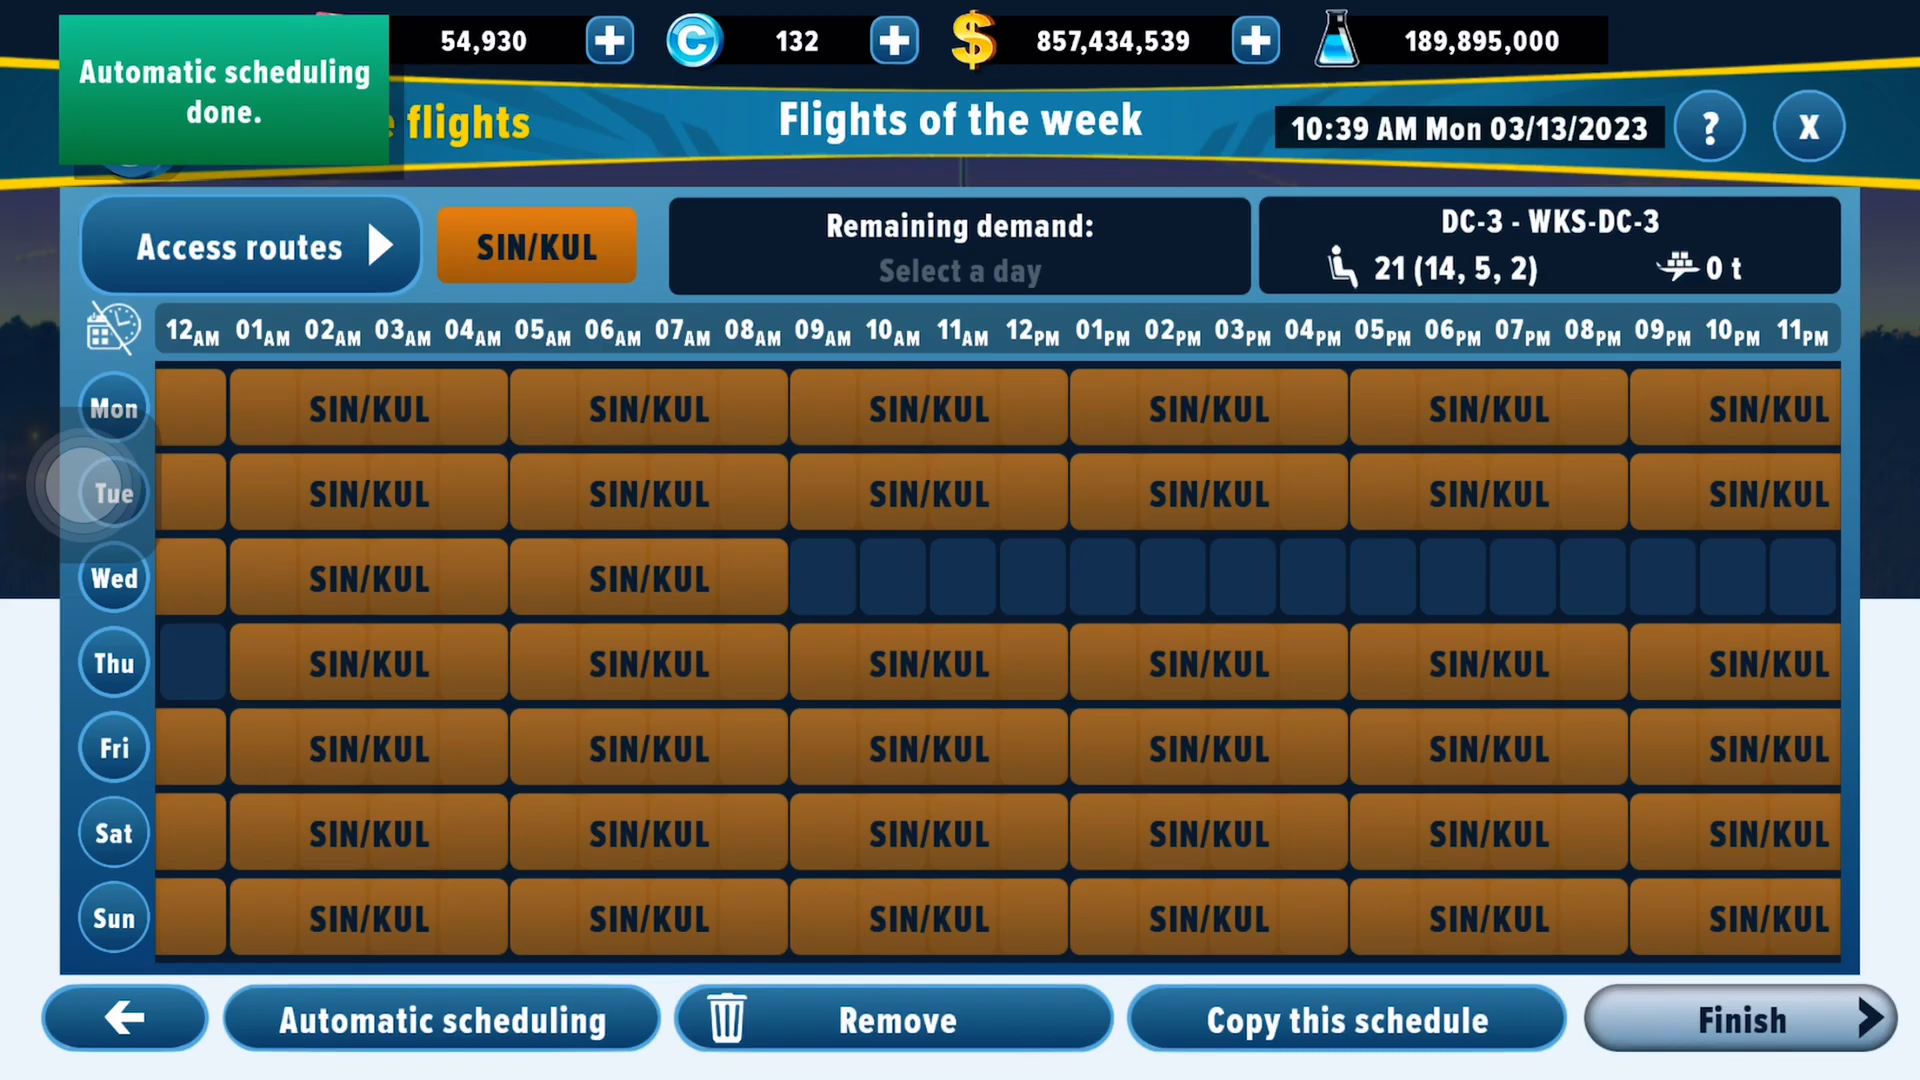 54,930
132
857,434,539
189,895,000
Automatic scheduling
done.
flights
Flights of the week
10:39 AM Mon 03/13/2023
?
X
Access routes
SIN/KUL
Remaining demand:
Select a day
DC-3 - WKS-DC-3
21 (14, 5, 2)
0 t
12AM 01AM 02AM 03AM 04AM 05AM 06AM 07AM 08AM 09AM 10AM 11AM 12PM 01PM 02PM 03PM 04PM 05PM 06PM 07PM 08PM 09PM 10PM 11PM
Mon SIN/KUL SIN/KUL SIN/KUL SIN/KUL SIN/KUL SIN/KUL
Tue SIN/KUL SIN/KUL SIN/KUL SIN/KUL SIN/KUL SIN/KUL
Wed SIN/KUL SIN/KUL
Thu SIN/KUL SIN/KUL SIN/KUL SIN/KUL SIN/KUL SIN/KUL
Fri SIN/KUL SIN/KUL SIN/KUL SIN/KUL SIN/KUL SIN/KUL
Sat SIN/KUL SIN/KUL SIN/KUL SIN/KUL SIN/KUL SIN/KUL
Sun SIN/KUL SIN/KUL SIN/KUL SIN/KUL SIN/KUL SIN/KUL
Automatic scheduling
Remove
Copy this schedule
Finish